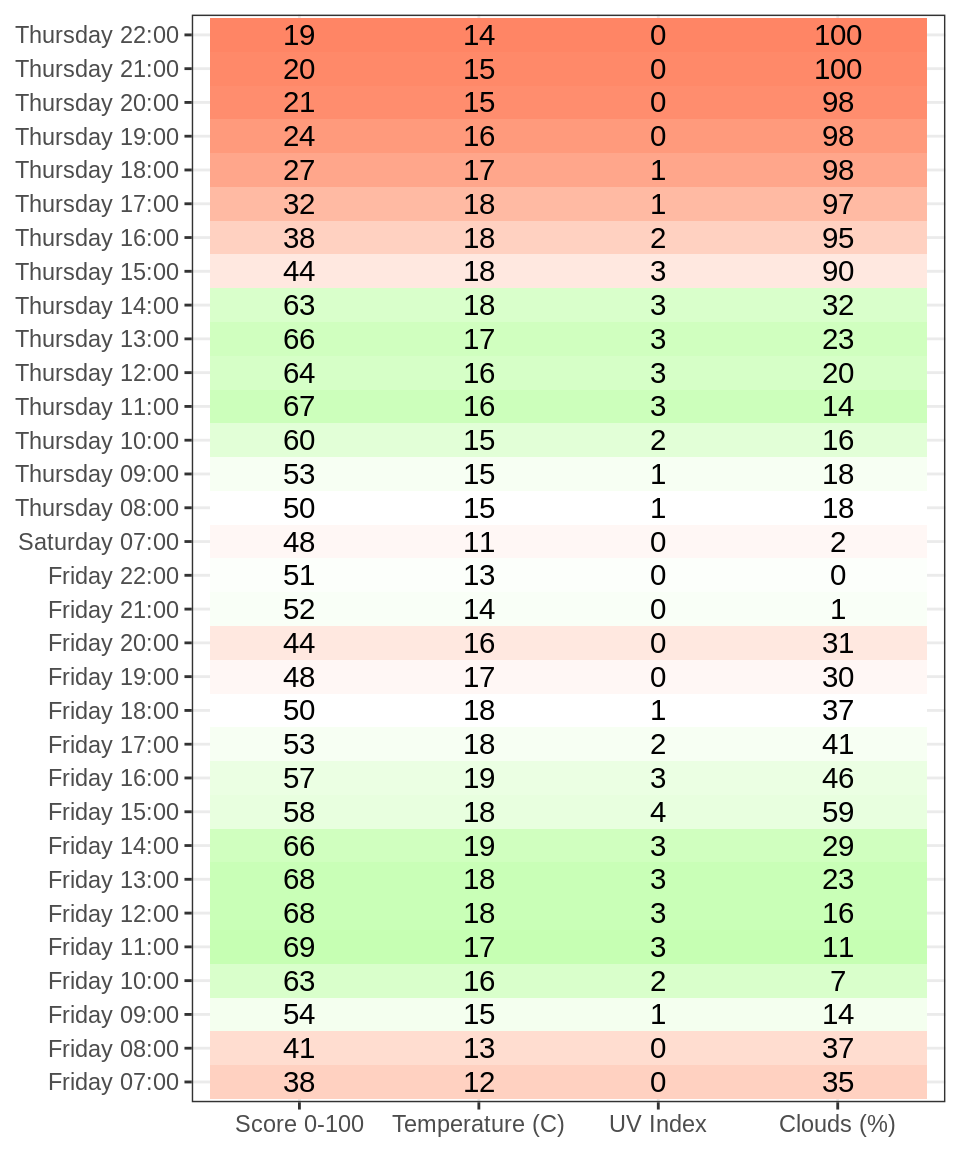 Thursday 22:00 19 14 0 100
Thursday 21:00 20 15 0 100
Thursday 20:00 21 15 0 98
Thursday 19:00 24 16 0 98
Thursday 18:00 27 17 1 98
Thursday 17:00 32 18 1 97
Thursday 16:00 38 18 2 95
Thursday 15:00 44 18 3 90
Thursday 14:00 63 18 3 32
Thursday 13:00 66 17 3 23
Thursday 12:00 64 16 3 20
Thursday 11:00 67 16 3 14
Thursday 10:00 60 15 2 16
Thursday 09:00 53 15 1 18
Thursday 08:00 50 15 1 18
Saturday 07:00 48 11 0 2
Friday 22:00 51 13 0 0
Friday 21:00 52 14 0 1
Friday 20:00 44 16 0 31
Friday 19:00 48 17 0 30
Friday 18:00 50 18 1 37
Friday 17:00 53 18 2 41
Friday 16:00 57 19 3 46
Friday 15:00 58 18 4 59
Friday 14:00 66 19 3 29
Friday 13:00 68 18 3 23
Friday 12:00 68 18 3 16
Friday 11:00 69 17 3 11
Friday 10:00 63 16 2 7
Friday 09:00 54 15 1 14
Friday 08:00 41 13 0 37
Friday 07:00 38 12 0 35
Score 0-100 Temperature (C) UV Index Clouds (%)